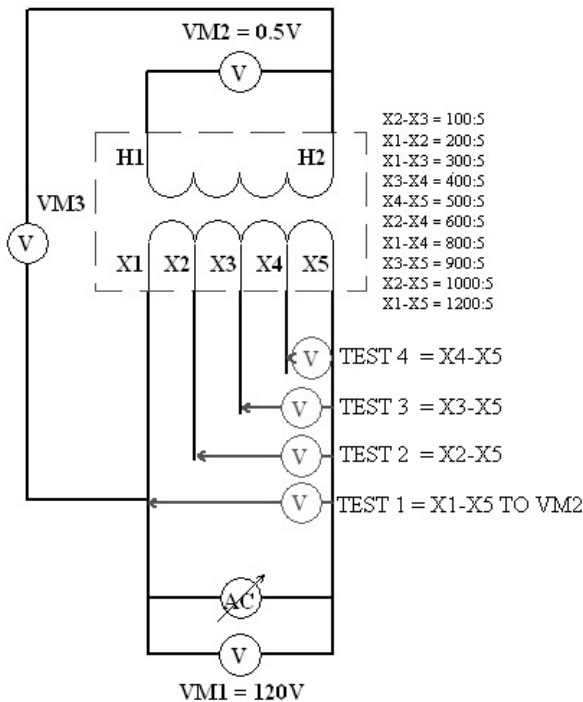 VM2 = 0.5V
V
H1 H2
X2-X3 = 100:5
X1-X2 = 200:5
X1-X3 = 300:5
X3-X4 = 400:5
X4-X5 = 500:5
X2-X4 = 600:5
X1-X4 = 800:5
X3-X5 = 900:5
X2-X5 = 1000:5
X1-X5 = 1200:5
VM3
V
X1 X2 X3 X4 X5
V TEST 4 = X4-X5
V TEST 3 = X3-X5
V TEST 2 = X2-X5
V TEST 1 = X1-X5 TO VM2
AC
V
VM1 = 120V